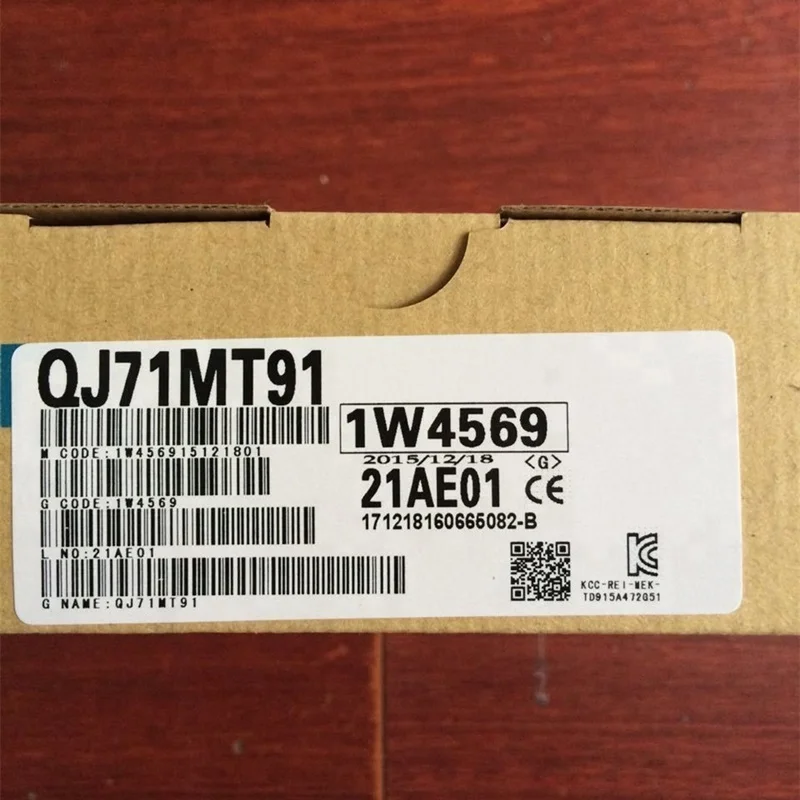 QJ71MT91
M CODE:1W456915121801
G CODE:1W4569
L NO:21AE01
G NAME:QJ71MT91
1W4569
2015/12/18 <G>
21AE01 CE
171218160665082-B
KCC-REI-MEK-
TD915A472G51